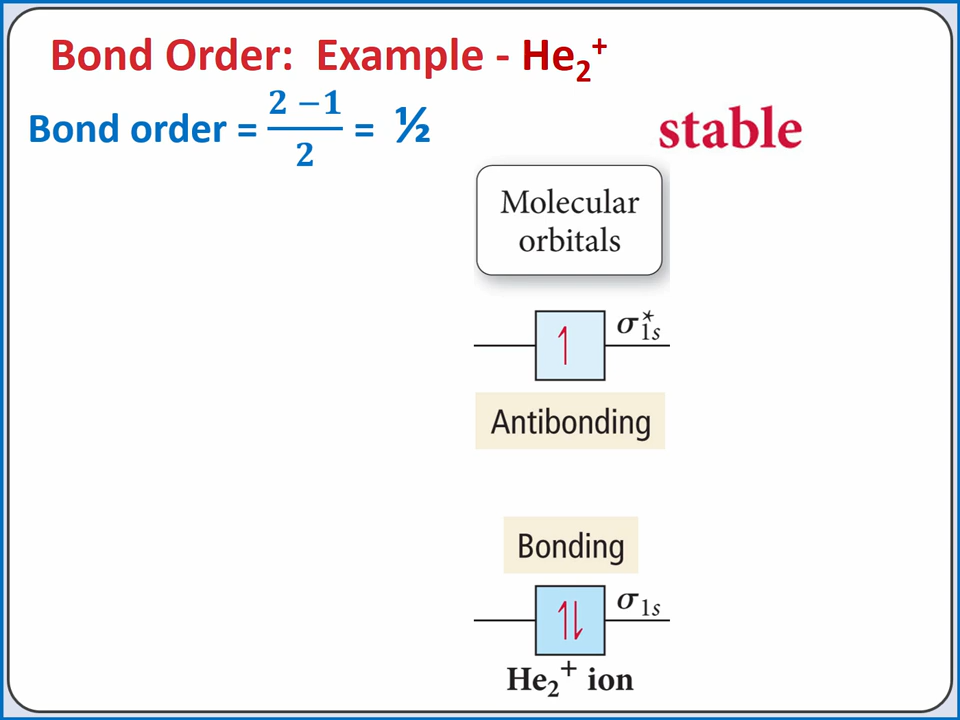 Bond Order: Example - He₂⁺
Bond order = (2 −1)/2 = ½
stable
Molecular
orbitals
↿ σ*₁s
Antibonding
Bonding
↿⇂ σ₁s
He₂⁺ ion